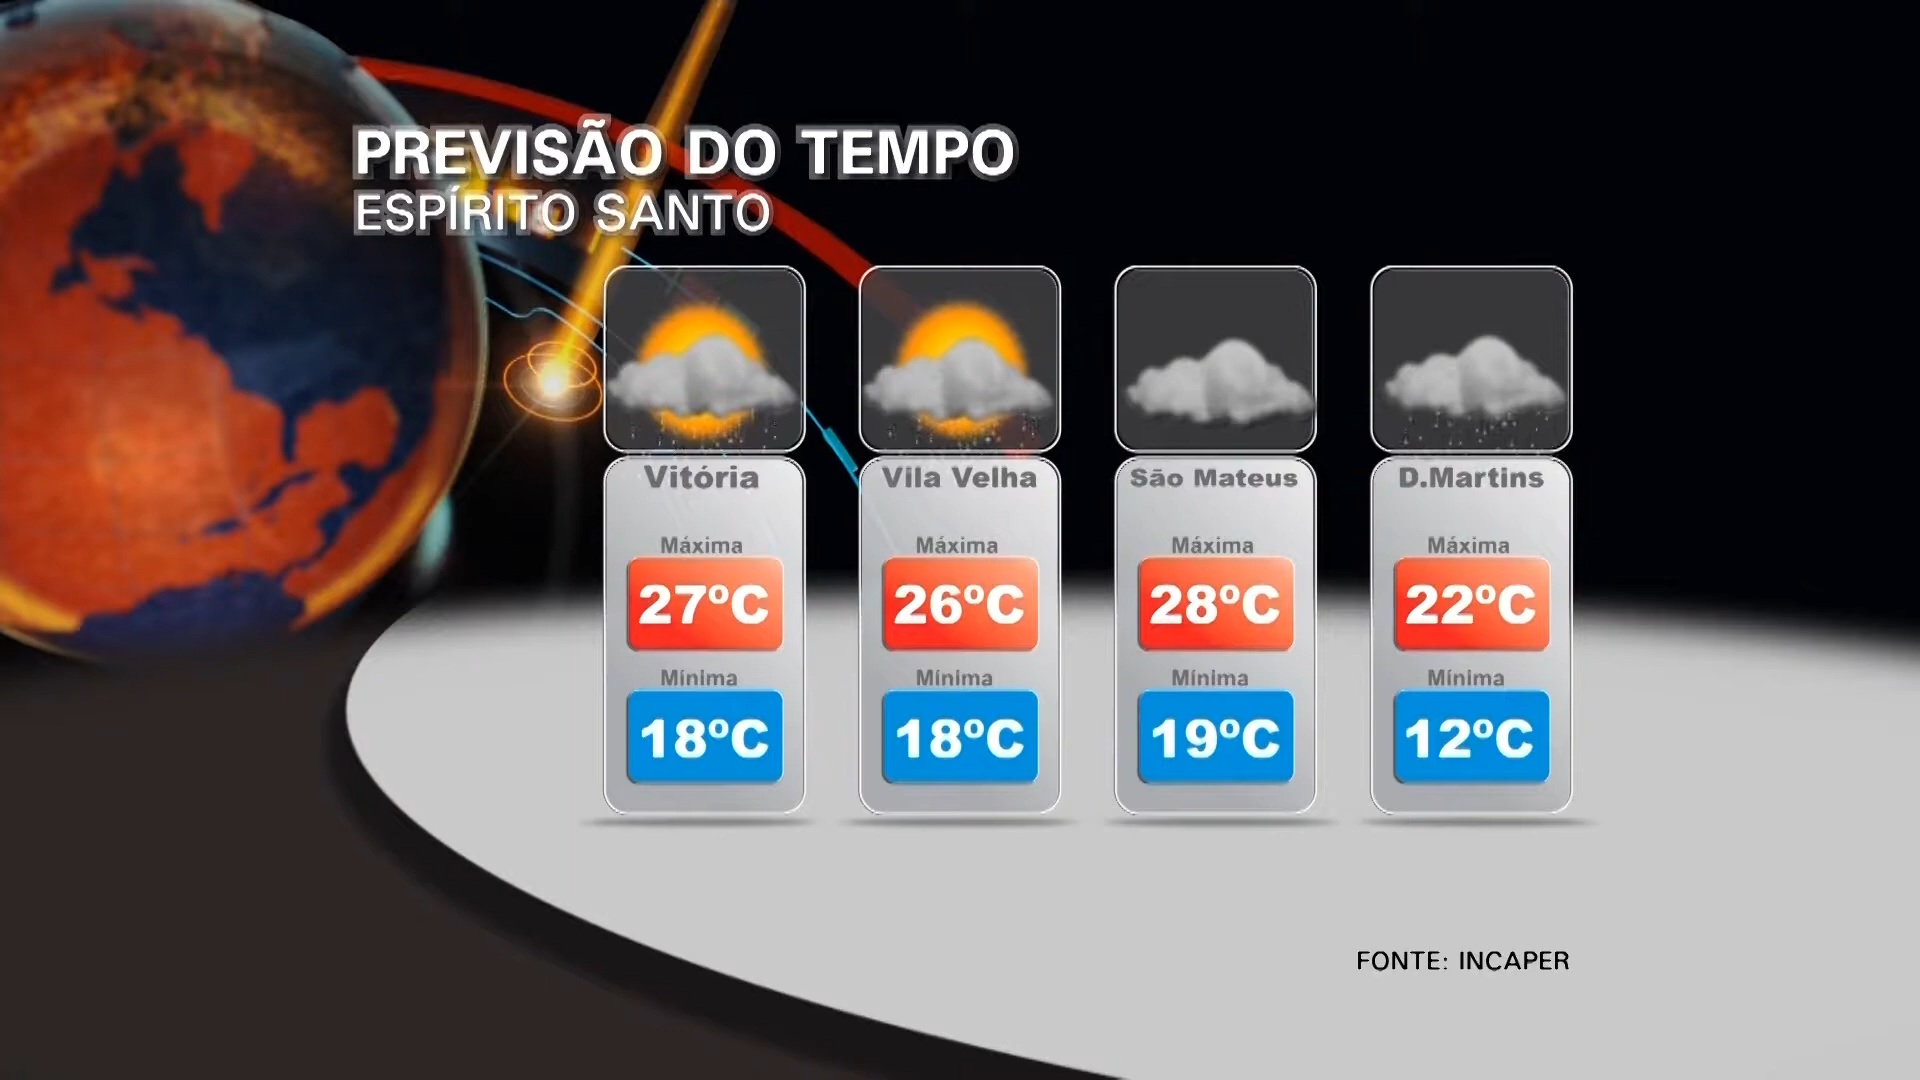 PREVISÃO DO TEMPO
ESPÍRITO SANTO
Vitória
Máxima
27ºC
Mínima
18ºC
Vila Velha
Máxima
26ºC
Mínima
18ºC
São Mateus
Máxima
28ºC
Mínima
19ºC
D.Martins
Máxima
22ºC
Mínima
12ºC
FONTE: INCAPER